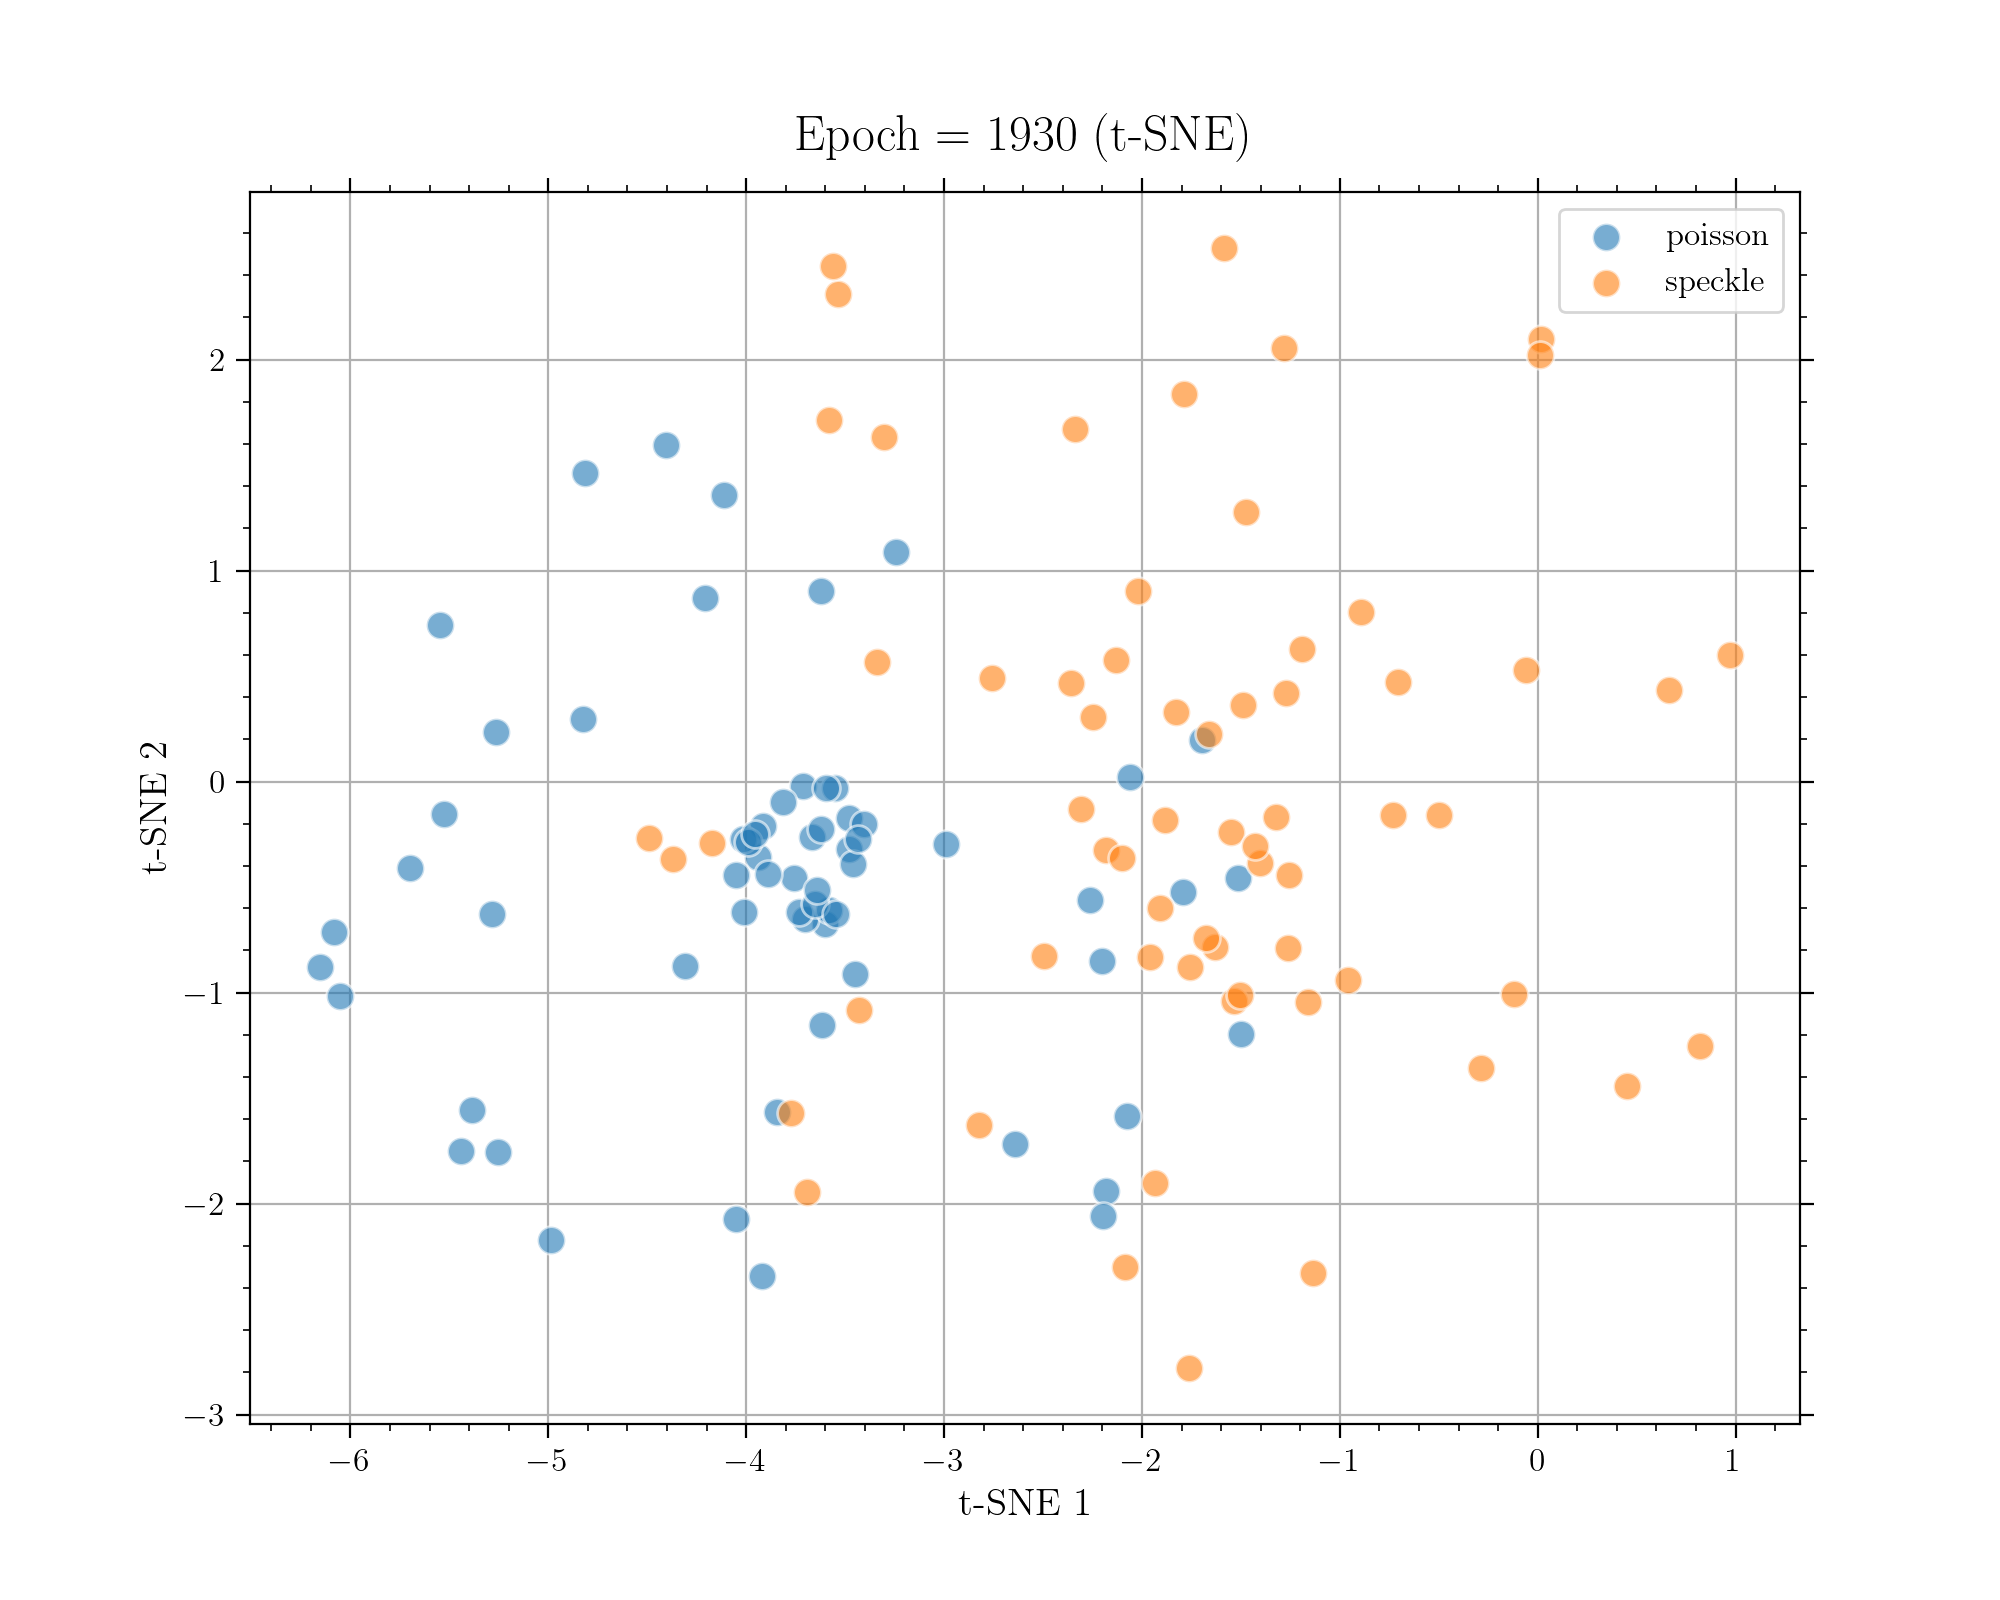 Epoch = 1930 (t-SNE)
poisson
speckle
2
1
0
−1
−2
−3
t-SNE 2
−6 −5 −4 −3 −2 −1 0 1
t-SNE 1